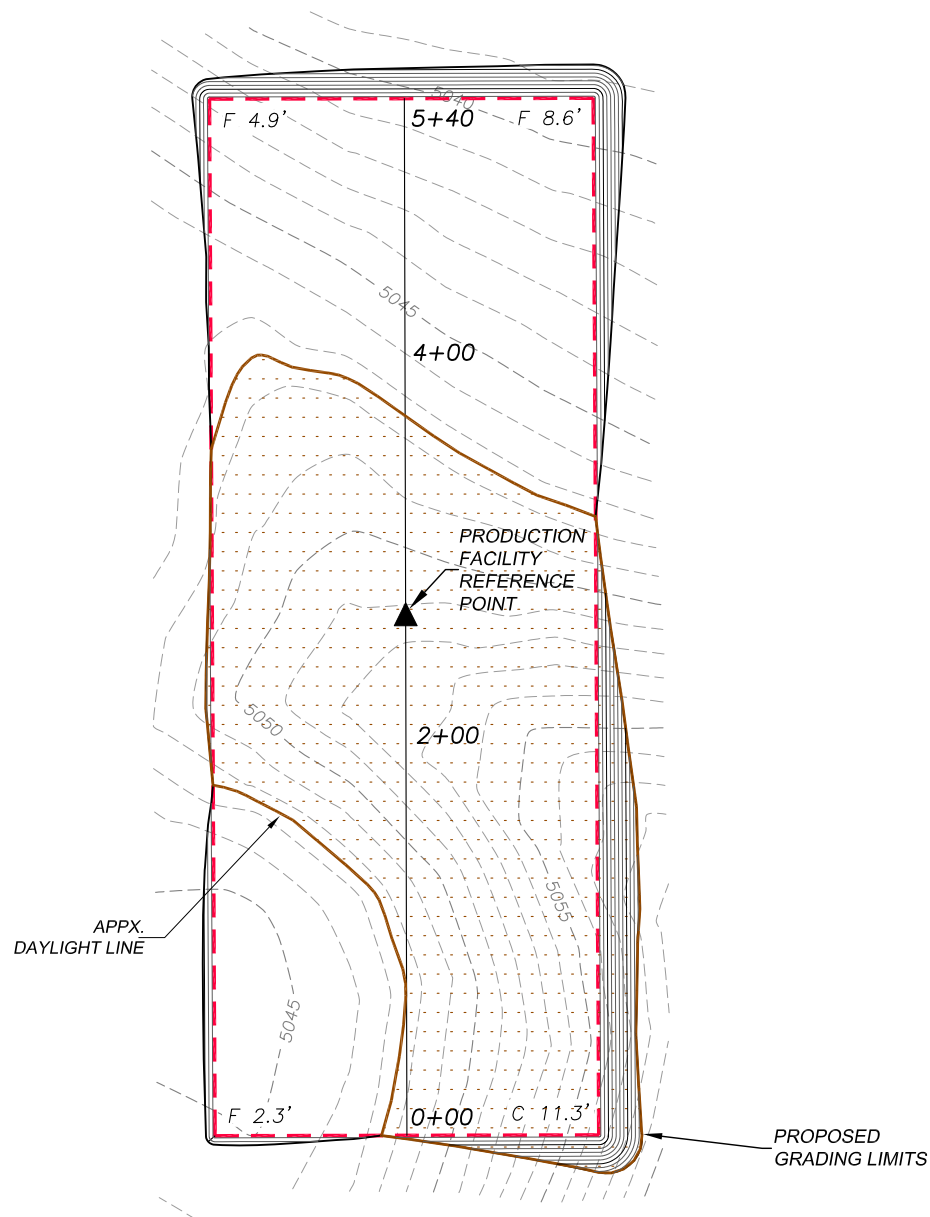 5040
F 4.9'
5+40
F 8.6'
5045
4+00
PRODUCTION
FACILITY
REFERENCE
POINT
5050
2+00
5055
APPX.
DAYLIGHT LINE
5045
F 2.3'
0+00
C 11.3'
PROPOSED
GRADING LIMITS